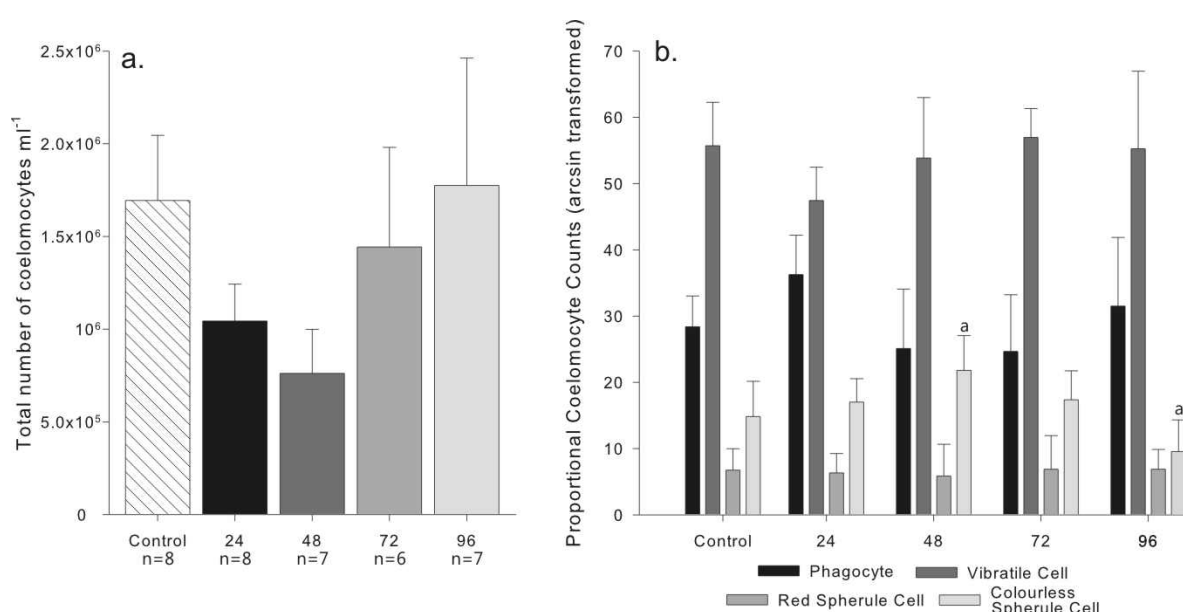 a.
Total number of coelomocytes ml⁻¹
2.5x10⁶
2.0x10⁶
1.5x10⁶
10⁶
5.0x10⁵
0
Control 24 48 72 96
n=8 n=8 n=7 n=6 n=7
b.
Proportional Coelomocyte Counts (arcsin transformed)
70
60
50
40
30
20
10
0
a
a
Control 24 48 72 96
Phagocyte
Vibratile Cell
Red Spherule Cell
Colourless
Spherule Cell